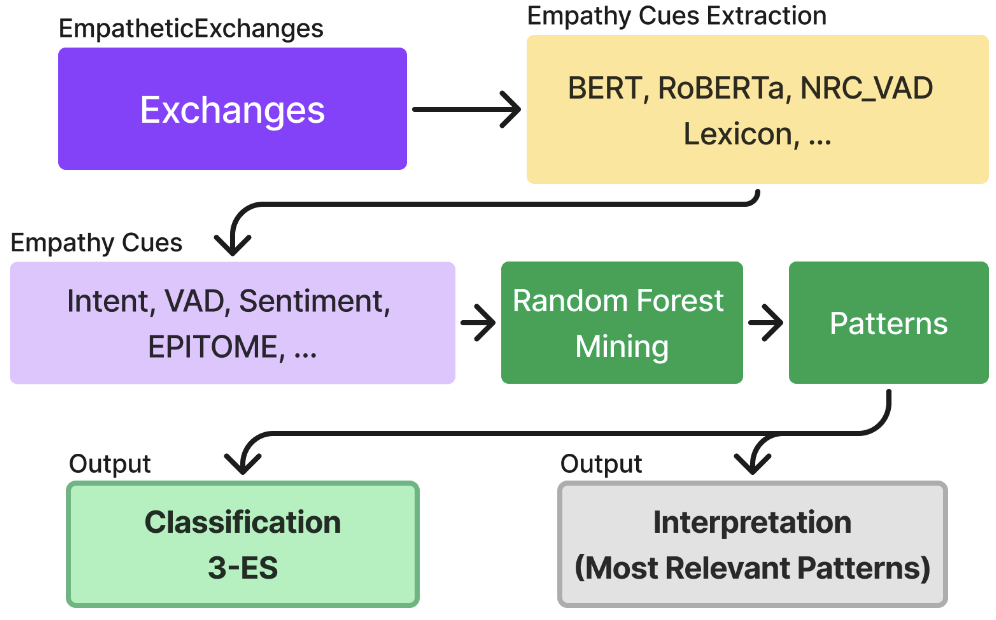 EmpatheticExchanges
Exchanges
Empathy Cues Extraction
BERT, RoBERTa, NRC_VAD
Lexicon, ...
Empathy Cues
Intent, VAD, Sentiment,
EPITOME, ...
Random Forest
Mining
Patterns
Output
Classification
3-ES
Output
Interpretation
(Most Relevant Patterns)